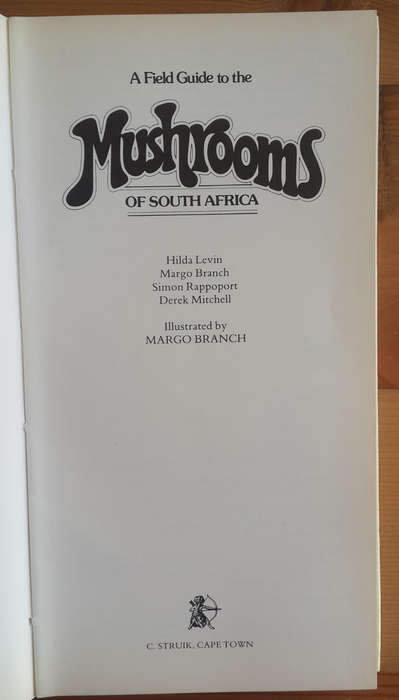 A Field Guide to the
Mushrooms
OF SOUTH AFRICA
Hilda Levin
Margo Branch
Simon Rappoport
Derek Mitchell
Illustrated by
MARGO BRANCH
C. STRUIK, CAPE TOWN